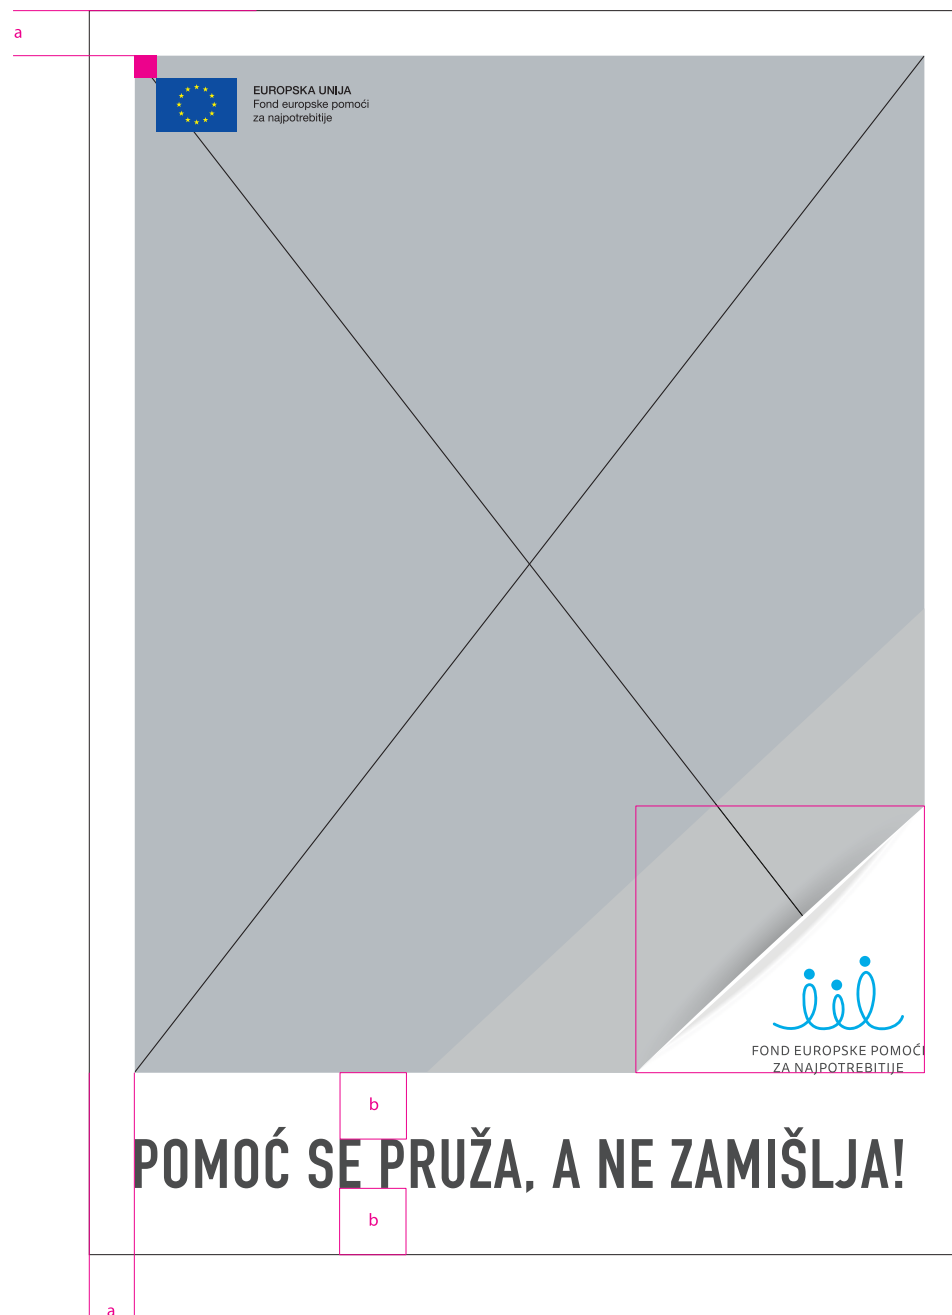 a
EUROPSKA UNIJA
Fond europske pomoći
za najpotrebitije
FOND EUROPSKE POMOĆI
ZA NAJPOTREBITIJE
b
POMOĆ SE PRUŽA, A NE ZAMIŠLJA!
b
a